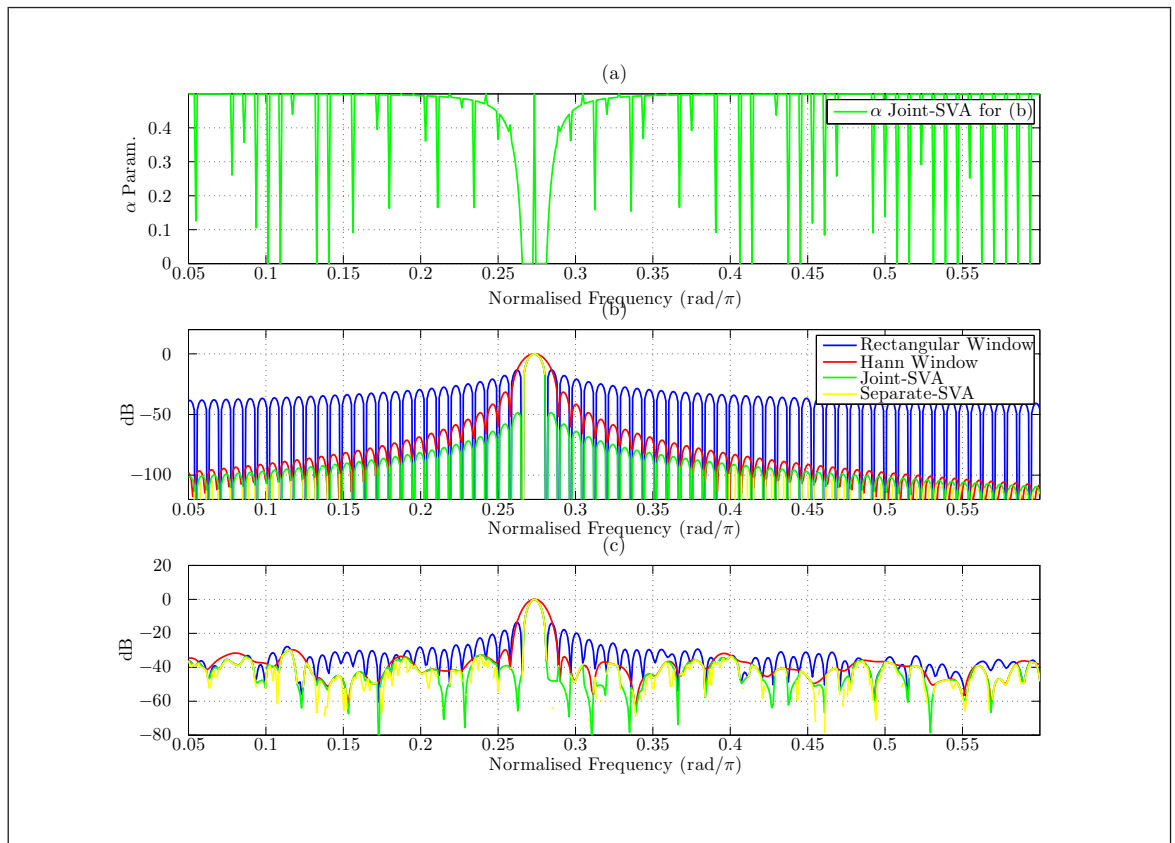 (a)
α Param.
0.4
0.3
0.2
0.1
0
α Joint-SVA for (b)
0.05 0.1 0.15 0.2 0.25 0.3 0.35 0.4 0.45 0.5 0.55
Normalised Frequency (rad/π)
(b)
dB
0
−50
−100
Rectangular Window
Hann Window
Joint-SVA
Separate-SVA
0.05 0.1 0.15 0.2 0.25 0.3 0.35 0.4 0.45 0.5 0.55
Normalised Frequency (rad/π)
(c)
dB
20
0
−20
−40
−60
−80
0.05 0.1 0.15 0.2 0.25 0.3 0.35 0.4 0.45 0.5 0.55
Normalised Frequency (rad/π)